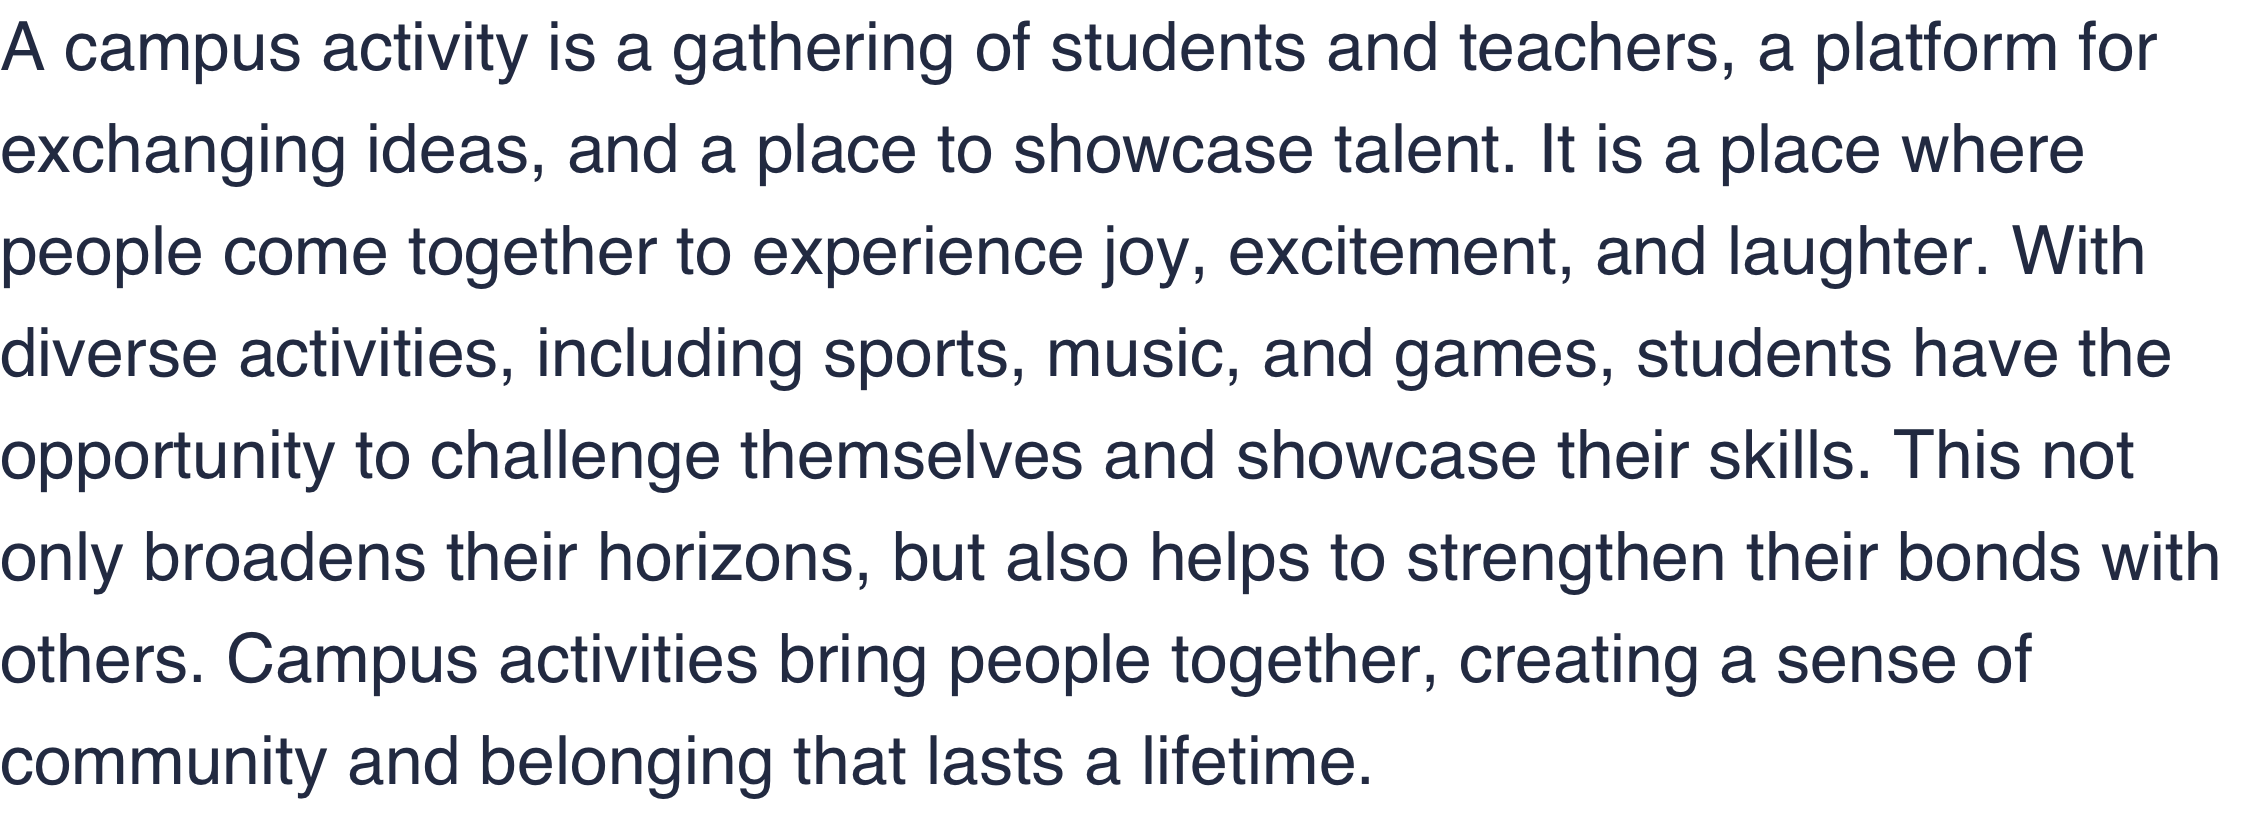 A campus activity is a gathering of students and teachers, a platform for
exchanging ideas, and a place to showcase talent. It is a place where
people come together to experience joy, excitement, and laughter. With
diverse activities, including sports, music, and games, students have the
opportunity to challenge themselves and showcase their skills. This not
only broadens their horizons, but also helps to strengthen their bonds with
others. Campus activities bring people together, creating a sense of
community and belonging that lasts a lifetime.